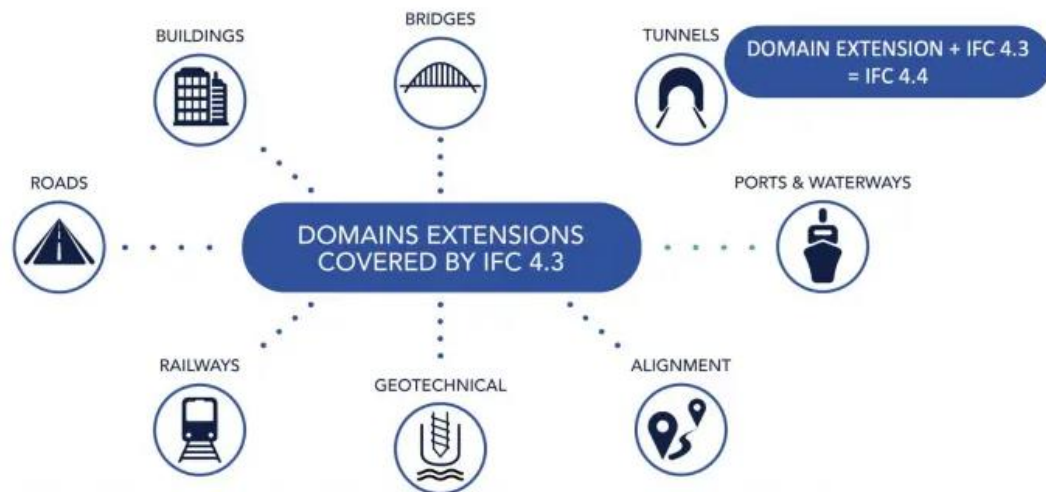 BRIDGES
BUILDINGS
TUNNELS
DOMAIN EXTENSION + IFC 4.3
= IFC 4.4
ROADS
PORTS & WATERWAYS
DOMAINS EXTENSIONS
COVERED BY IFC 4.3
RAILWAYS
GEOTECHNICAL
ALIGNMENT